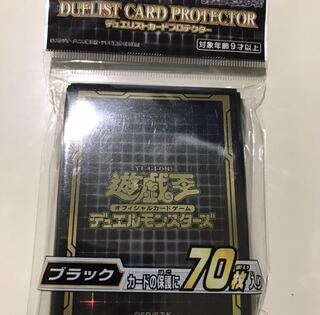 DUELIST CARD PROTECTOR
デュエリストカードプロテクター
対象年齢9才以上
YU-GI-OH!
遊戯王
オフィシャルカードゲーム
デュエルモンスターズ
ブラック
カードの保護に70枚入り